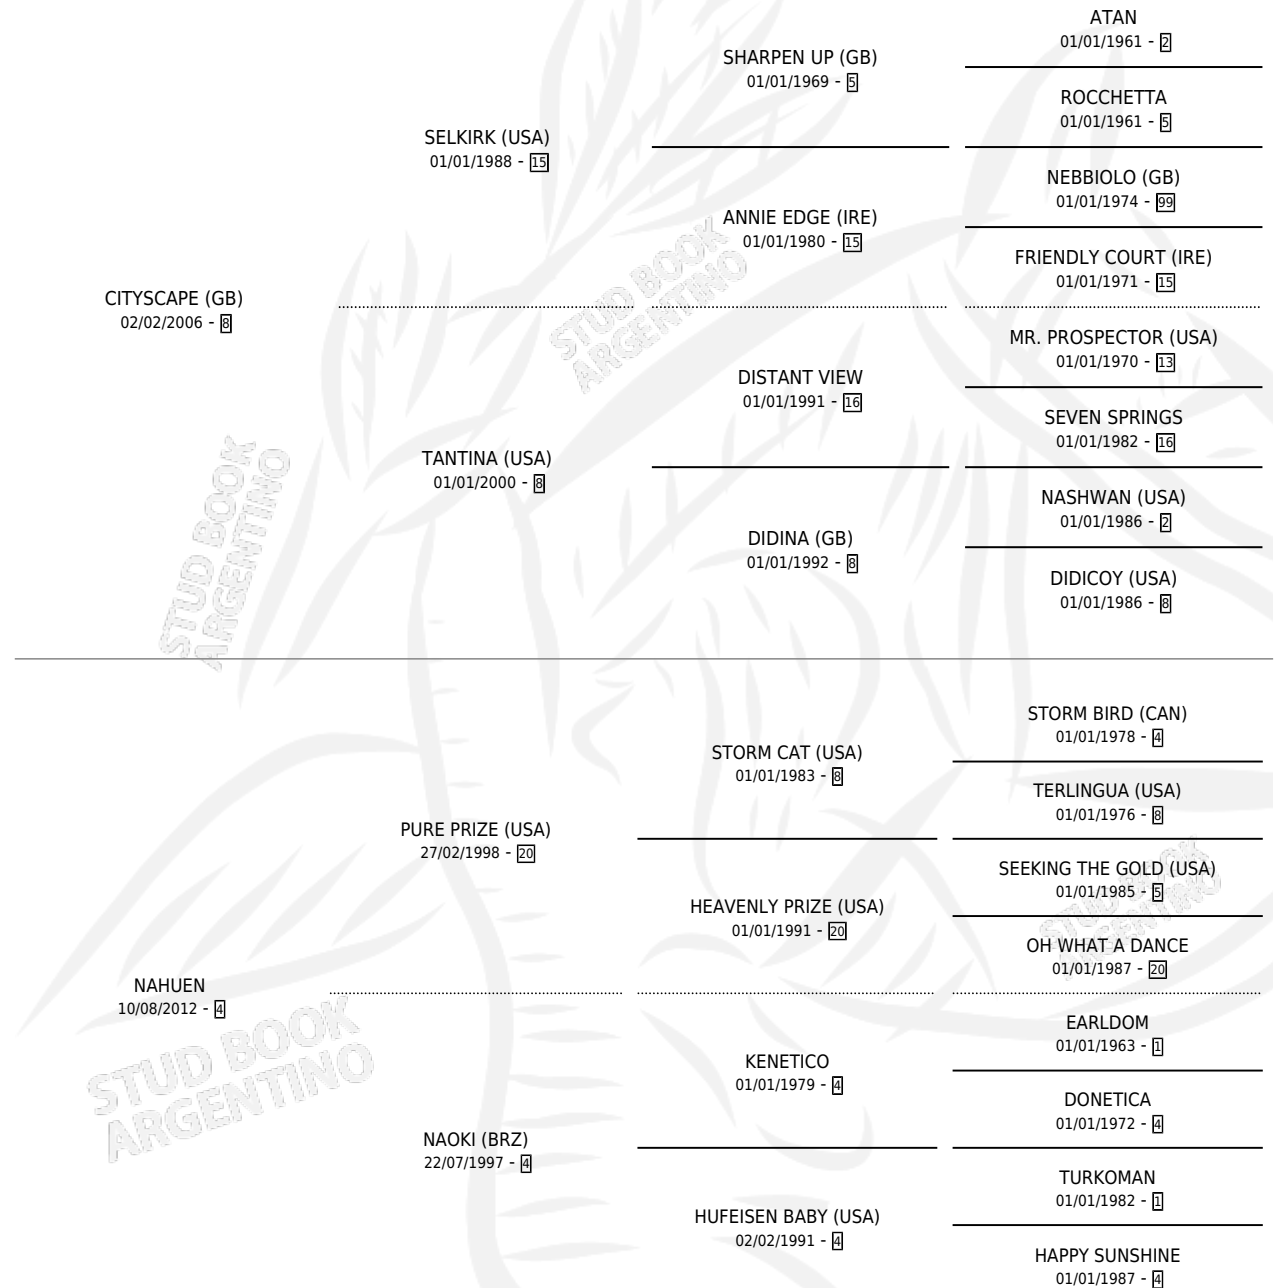 ATAN
01/01/1961 - 2
SHARPEN UP (GB)
01/01/1969 - 5
ROCCHETTA
01/01/1961 - 5
SELKIRK (USA)
01/01/1988 - 15
NEBBIOLO (GB)
01/01/1974 - 99
ANNIE EDGE (IRE)
01/01/1980 - 15
FRIENDLY COURT (IRE)
01/01/1971 - 15
CITYSCAPE (GB)
02/02/2006 - 8
MR. PROSPECTOR (USA)
01/01/1970 - 13
DISTANT VIEW
01/01/1991 - 16
SEVEN SPRINGS
01/01/1982 - 16
TANTINA (USA)
01/01/2000 - 8
NASHWAN (USA)
01/01/1986 - 2
DIDINA (GB)
01/01/1992 - 8
DIDICOY (USA)
01/01/1986 - 8
STORM BIRD (CAN)
01/01/1978 - 4
STORM CAT (USA)
01/01/1983 - 8
TERLINGUA (USA)
01/01/1976 - 8
PURE PRIZE (USA)
27/02/1998 - 20
SEEKING THE GOLD (USA)
01/01/1985 - 5
HEAVENLY PRIZE (USA)
01/01/1991 - 20
OH WHAT A DANCE
01/01/1987 - 20
NAHUEN
10/08/2012 - 4
EARLDOM
01/01/1963 - 1
KENETICO
01/01/1979 - 4
DONETICA
01/01/1972 - 4
NAOKI (BRZ)
22/07/1997 - 4
TURKOMAN
01/01/1982 - 1
HUFEISEN BABY (USA)
02/02/1991 - 4
HAPPY SUNSHINE
01/01/1987 - 4
STUD BOOK
ARGENTINO
STUD BOOK
ARGENTINO
STUD BOOK
ARGENTINO
STUD BOOK
ARGENTINO